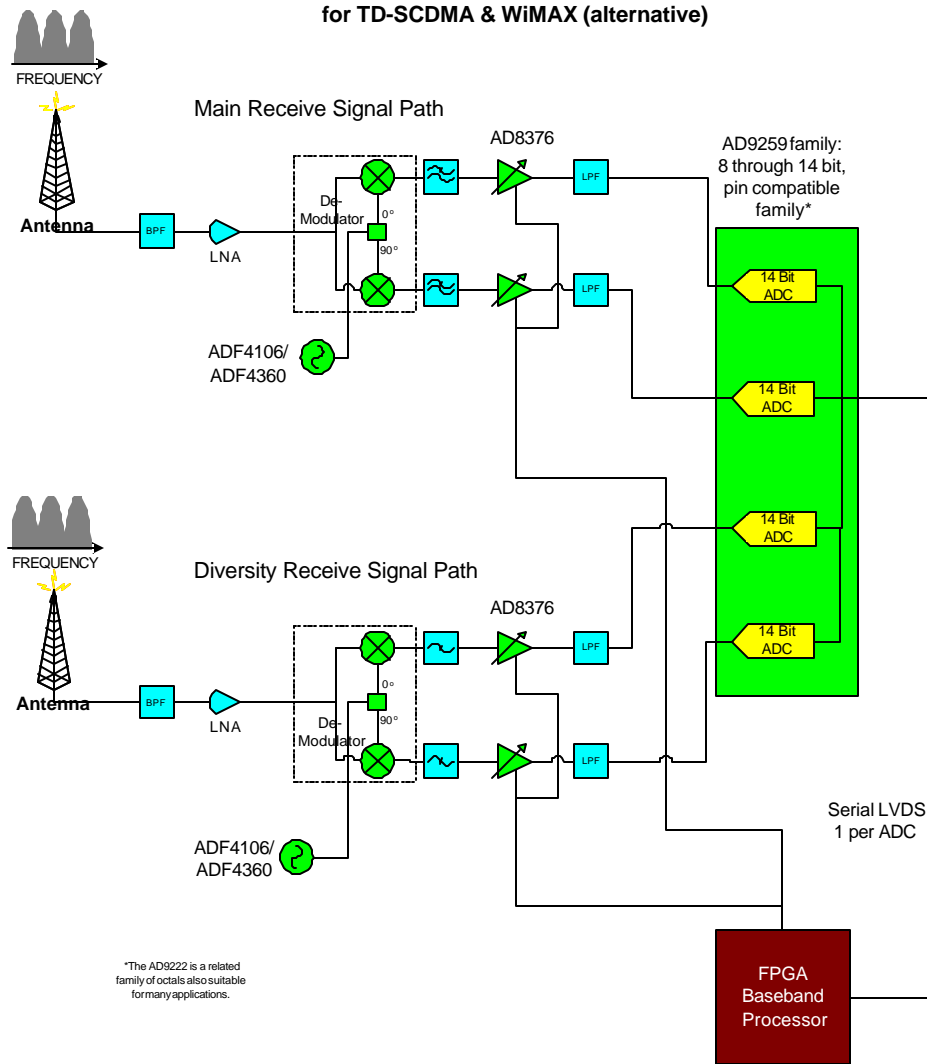 for TD-SCDMA & WiMAX (alternative)
FREQUENCY
Main Receive Signal Path
AD8376
AD9259 family:
8 through 14 bit,
pin compatible
family*
Antenna
BPF
LNA
De-
Modulator
0°
90°
LPF
LPF
14 Bit
ADC
ADF4106/
ADF4360
14 Bit
ADC
FREQUENCY
Diversity Receive Signal Path
AD8376
14 Bit
ADC
Antenna
BPF
LNA
De-
Modulator
0°
90°
LPF
LPF
14 Bit
ADC
ADF4106/
ADF4360
Serial LVDS
1 per ADC
*The AD9222 is a related
family of octals also suitable
for many applications.
FPGA
Baseband
Processor